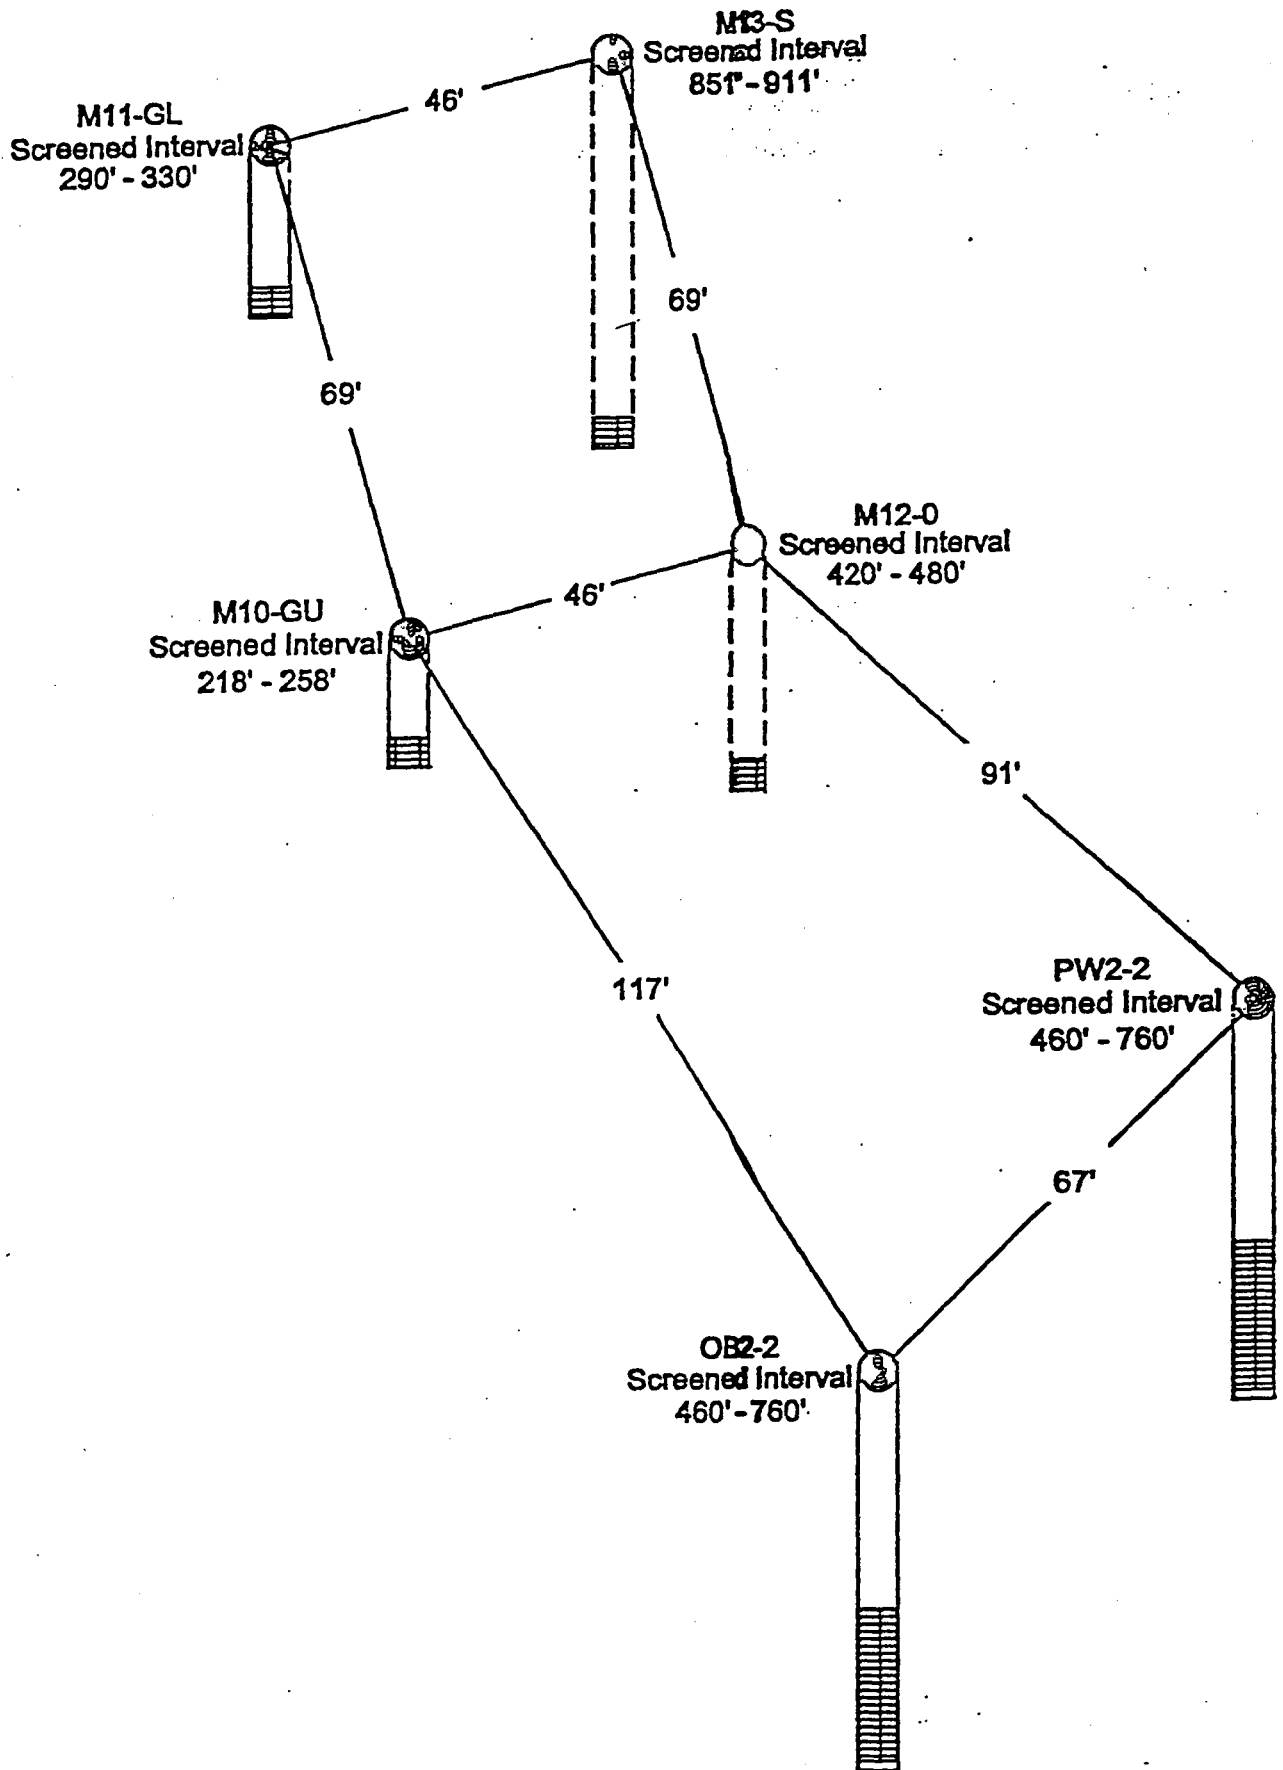 M13-S
Screened Interval
851'-911'
46'
M11-GL
Screened Interval
290' - 330'
69'
69'
M12-0
Screened Interval
420' - 480'
46'
M10-GU
Screened Interval
218' - 258'
91'
117'
PW2-2
Screened Interval
460' - 760'
67'
OB2-2
Screened Interval
460'-760'